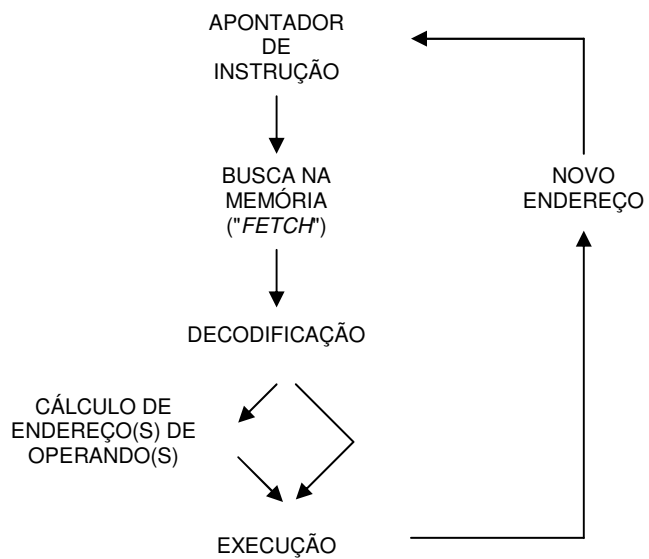 APONTADOR
DE
INSTRUÇÃO
BUSCA NA
MEMÓRIA
("FETCH")
NOVO
ENDEREÇO
DECODIFICAÇÃO
CÁLCULO DE
ENDEREÇO(S) DE
OPERANDO(S)
EXECUÇÃO